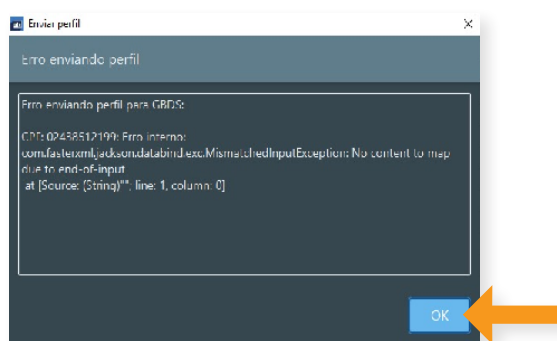 Enviar perfil
Erro enviando perfil
Erro enviando perfil para GBDS:
CPF: 02438512199: Erro interno:
com.fasterxml.jackson.databind.exc.MismatchedInputException: No content to map
due to end-of-input
at [Source: (String)""; line: 1, column: 0]
OK